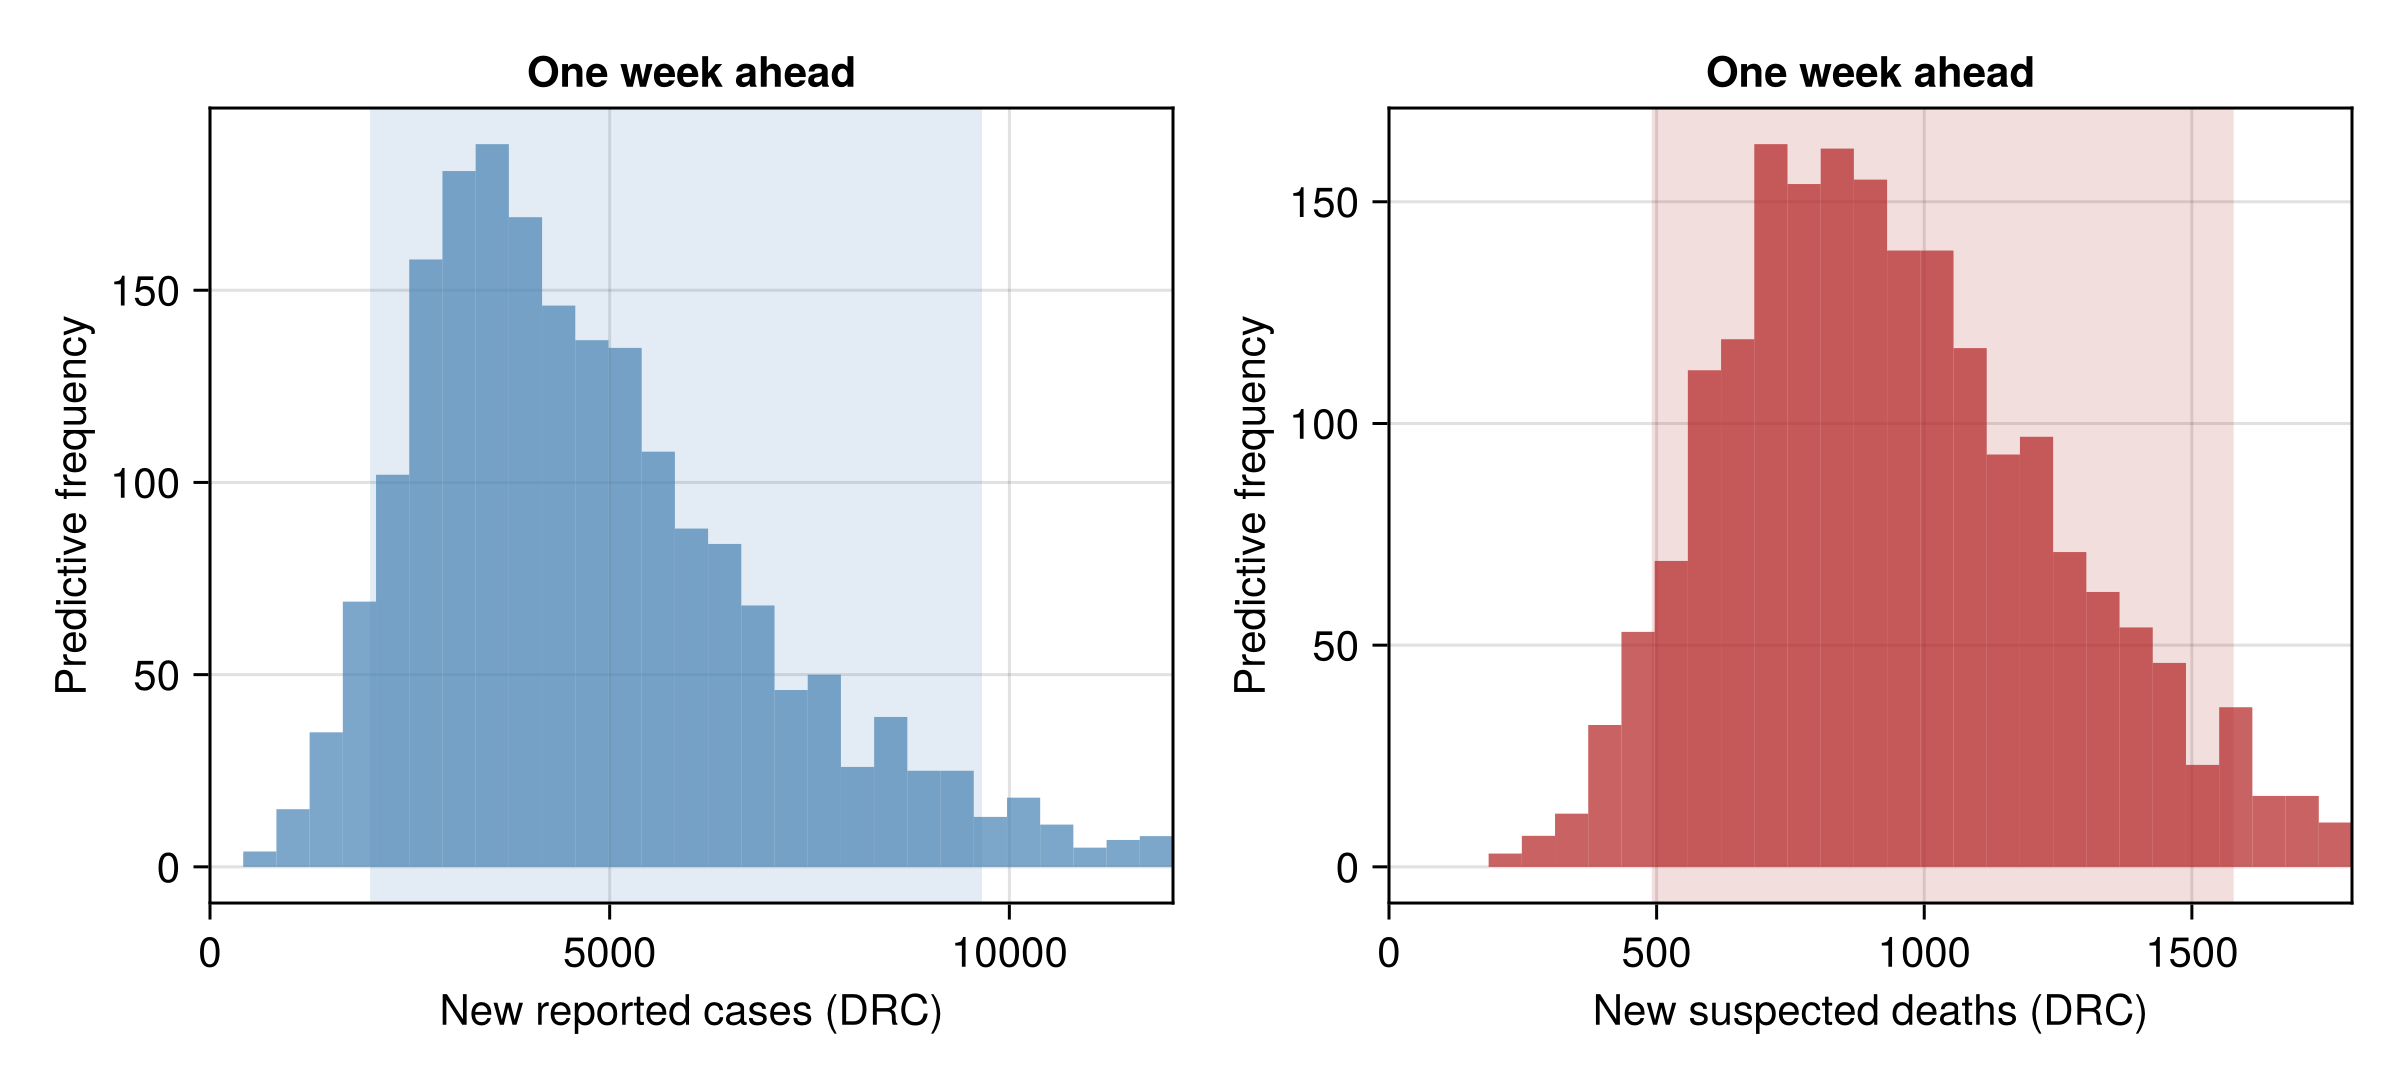 One week ahead
Predictive frequency
150
100
50
0
0
5000
10000
New reported cases (DRC)
One week ahead
Predictive frequency
150
100
50
0
0
500
1000
1500
New suspected deaths (DRC)